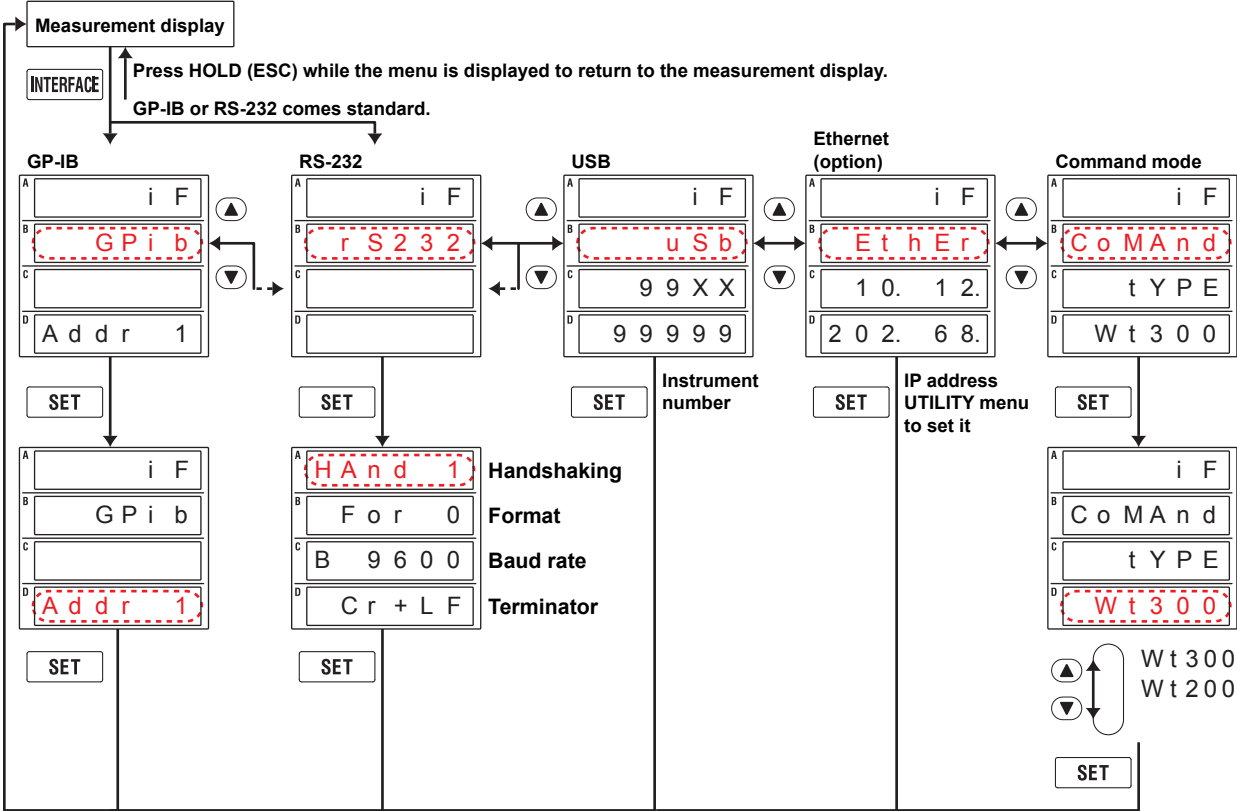 Measurement display
INTERFACE
Press HOLD (ESC) while the menu is displayed to return to the measurement display.
GP-IB or RS-232 comes standard.
GP-IB
A i F
B G P i b
C
D A d d r 1
SET
A i F
B G P i b
C
D A d d r 1
SET
RS-232
A i F
B r S 2 3 2
C
D
SET
A H A n d 1 Handshaking
B F o r 0 Format
C B 9 6 0 0 Baud rate
D C r + L F Terminator
SET
USB
A i F
B u S b
C 9 9 X X
D 9 9 9 9 9
SET
Instrument
number
Ethernet
(option)
A i F
B E t h E r
C 1 0. 1 2.
D 2 0 2. 6 8.
SET
IP address
UTILITY menu
to set it
Command mode
A i F
B C o M A n d
C t Y P E
D W t 3 0 0
SET
A i F
B C o M A n d
C t Y P E
D W t 3 0 0
W t 3 0 0
W t 2 0 0
SET